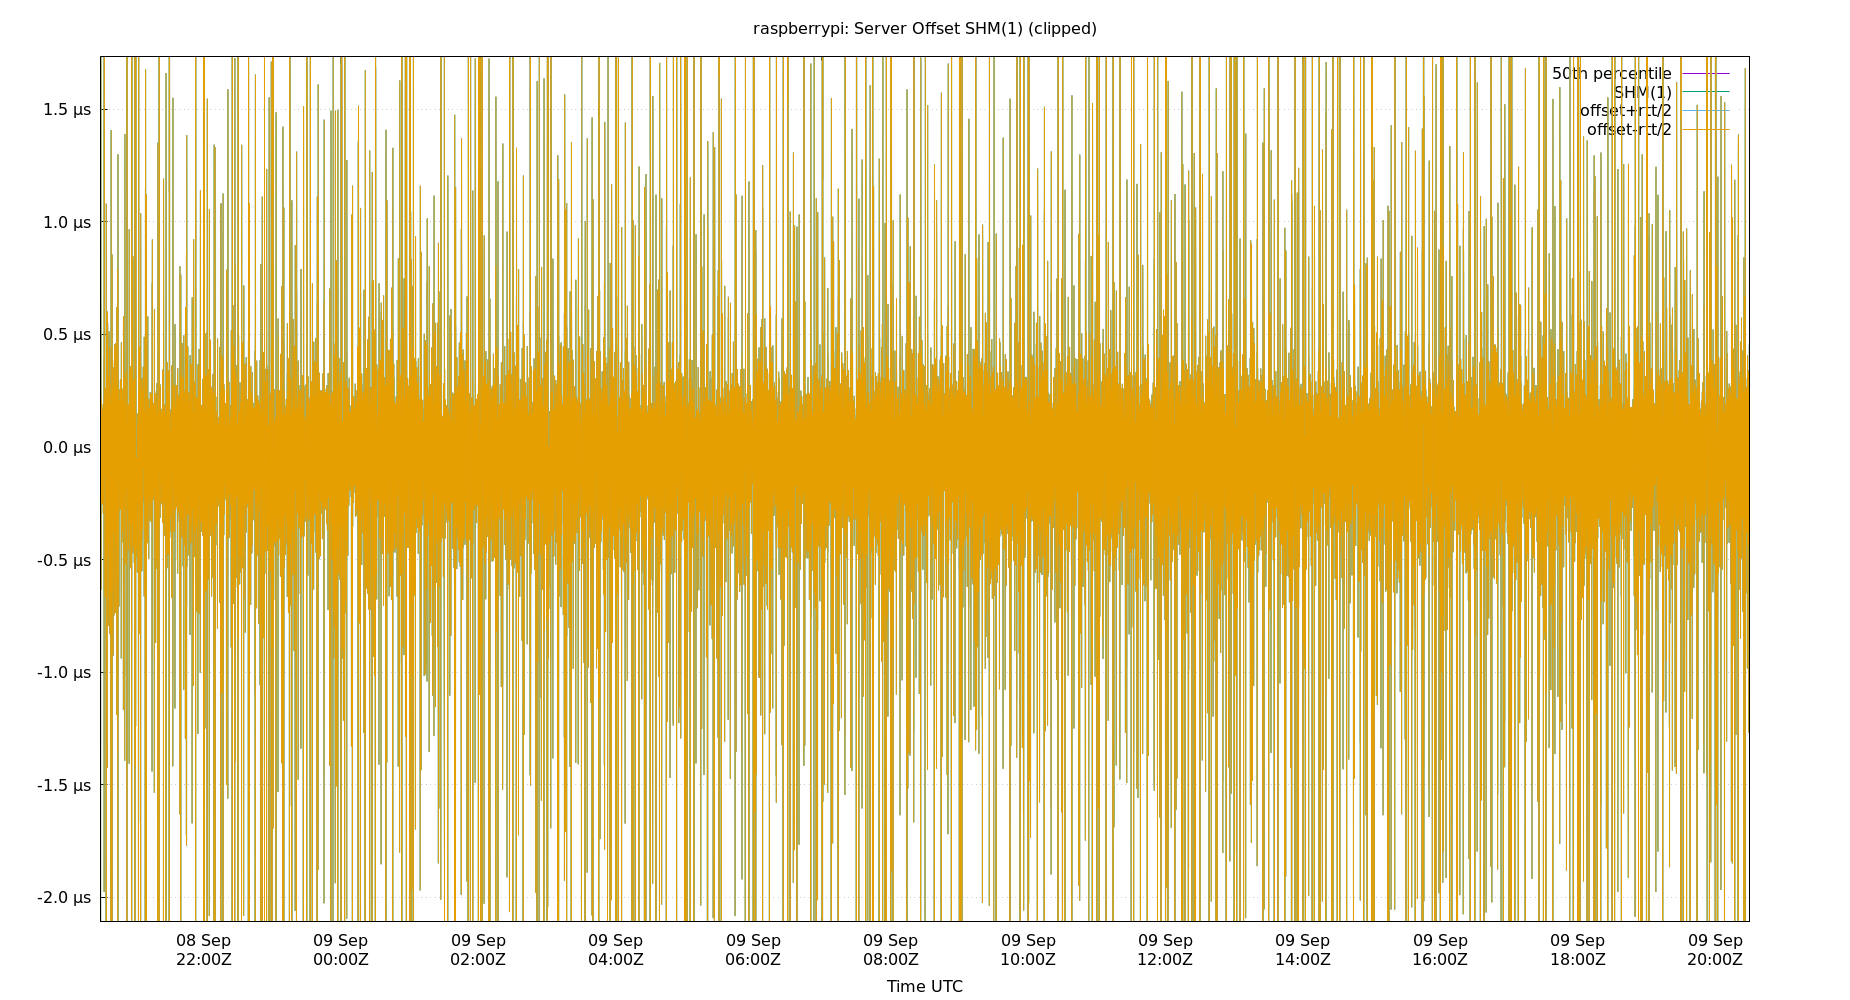 raspberrypi: Server Offset SHM(1) (clipped)
50th percentile
SHM(1)
offset+rtt/2
offset-rtt/2
1.5 µs
1.0 µs
0.5 µs
0.0 µs
-0.5 µs
-1.0 µs
-1.5 µs
-2.0 µs
08 Sep 09 Sep 09 Sep 09 Sep 09 Sep 09 Sep 09 Sep 09 Sep 09 Sep 09 Sep 09 Sep 09 Sep
22:00Z 00:00Z 02:00Z 04:00Z 06:00Z 08:00Z 10:00Z 12:00Z 14:00Z 16:00Z 18:00Z 20:00Z
Time UTC